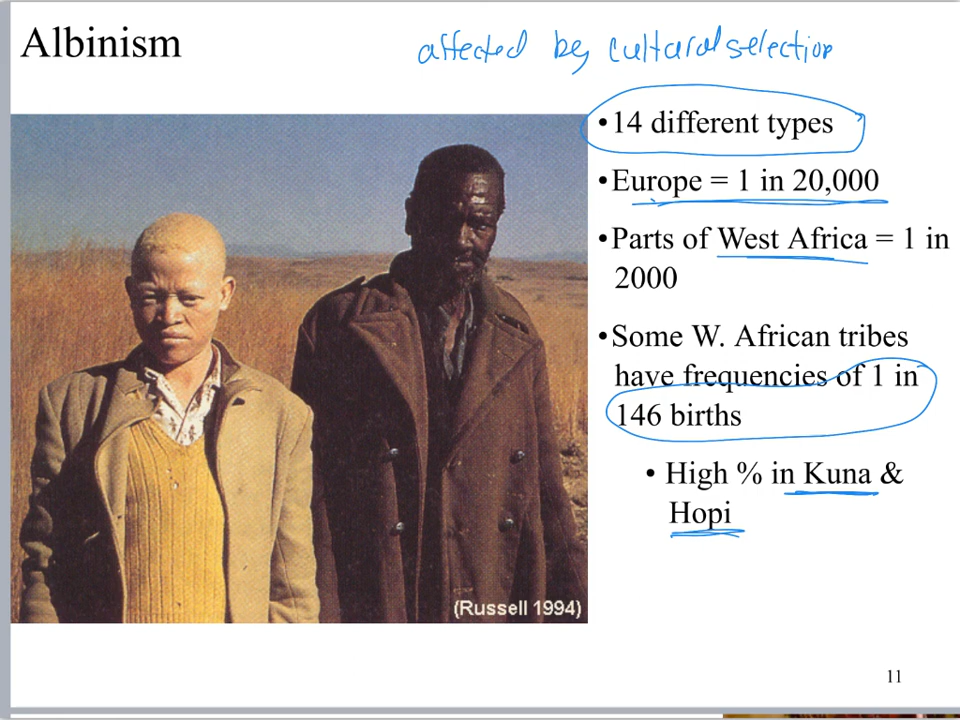 Albinism
affected by cultural selection
•14 different types
•Europe = 1 in 20,000
•Parts of West Africa = 1 in
2000
•Some W. African tribes
have frequencies of 1 in
146 births
• High % in Kuna &
Hopi
(Russell 1994)
11